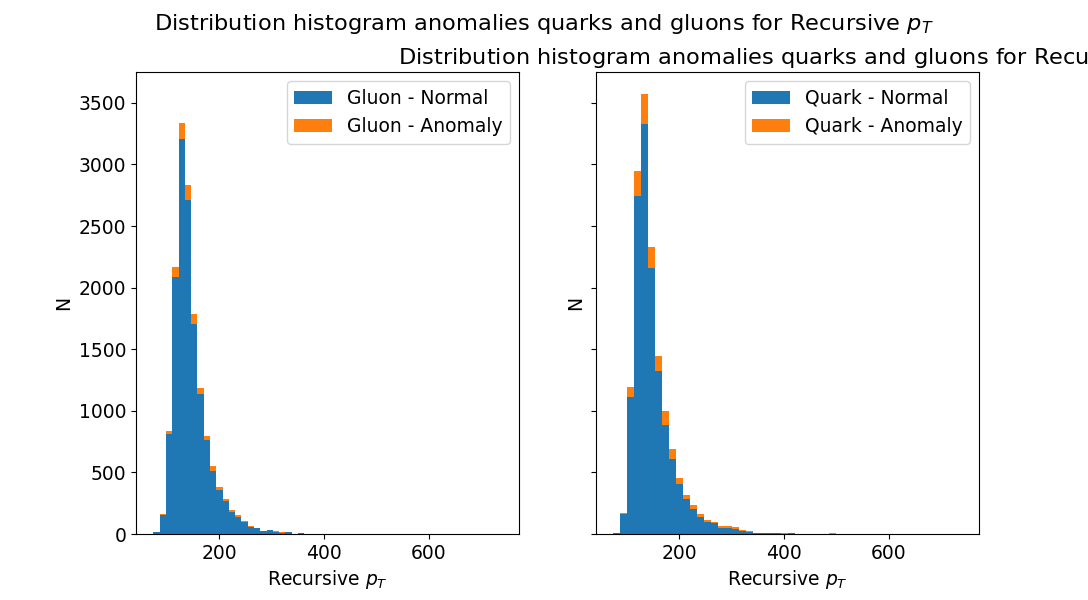 Distribution histogram anomalies quarks and gluons for Recursive p_T
Distribution histogram anomalies quarks and gluons for Recu
Gluon - Normal
Gluon - Anomaly
3500
3000
2500
2000
1500
1000
500
0
N
200 400 600
Recursive p_T
Quark - Normal
Quark - Anomaly
N
200 400 600
Recursive p_T